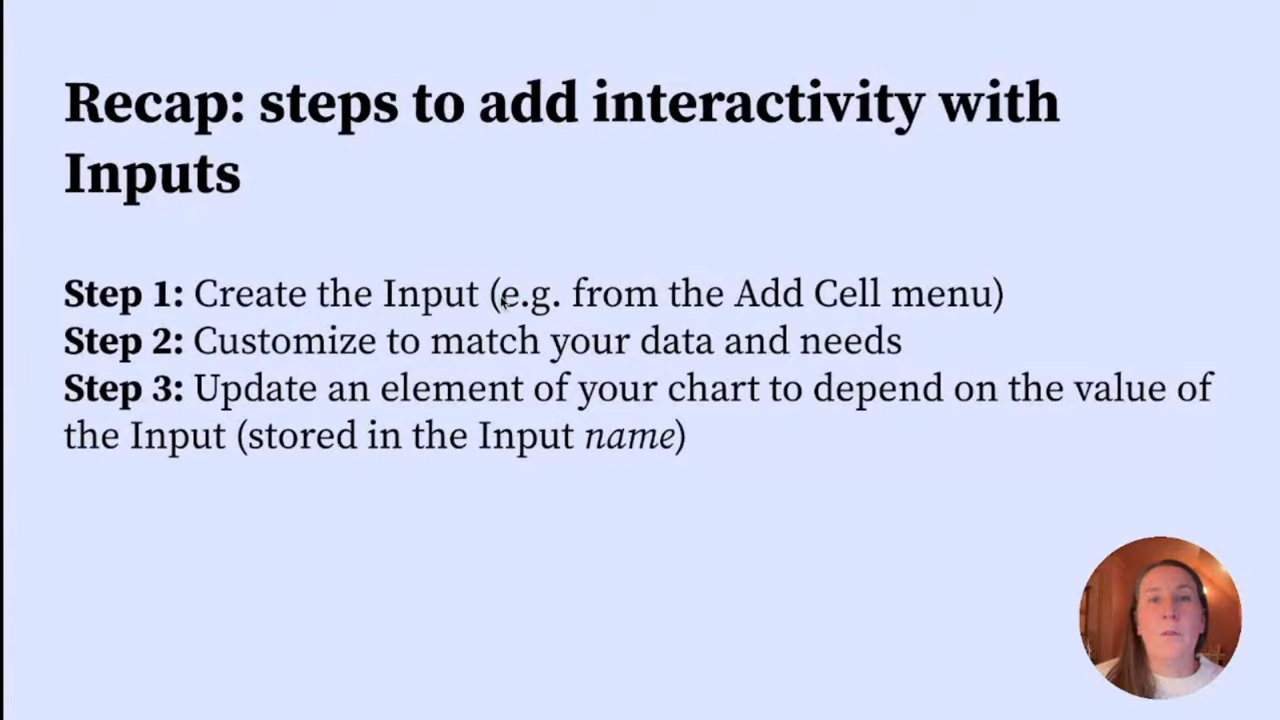 Recap: steps to add interactivity with
Inputs
Step 1: Create the Input (e.g. from the Add Cell menu)
Step 2: Customize to match your data and needs
Step 3: Update an element of your chart to depend on the value of
the Input (stored in the Input name)